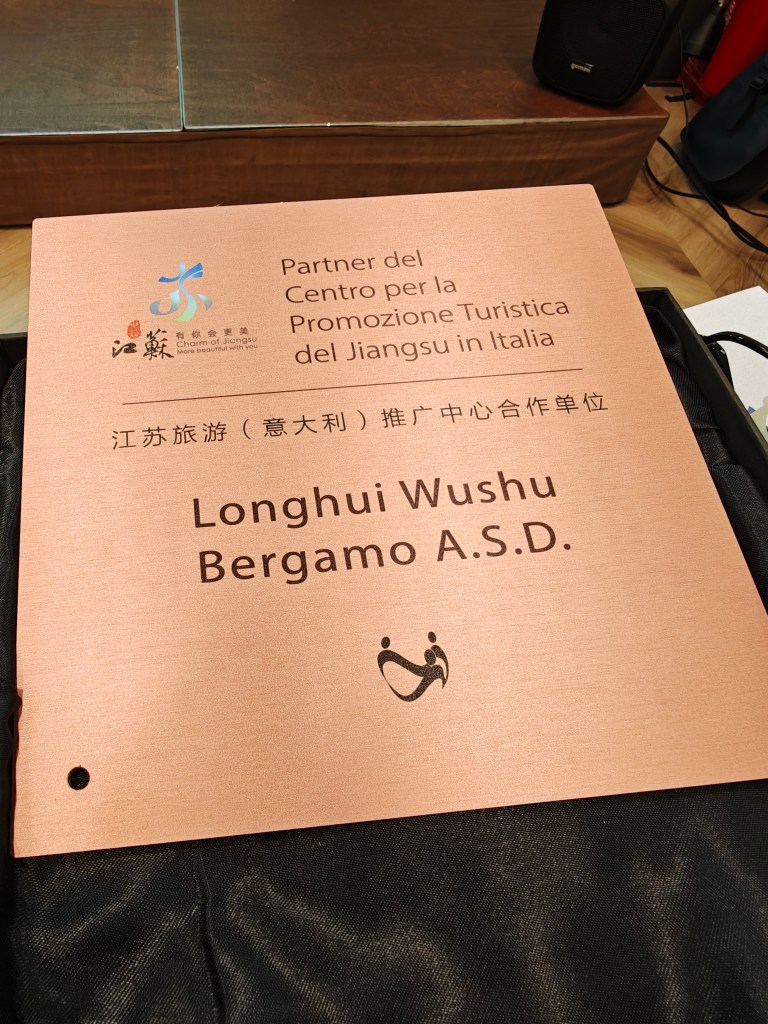 Partner del
Centro per la
Promozione Turistica
del Jiangsu in Italia
苏
江蘇
有你会更美
Charm of Jiangsu
More beautiful with you
江苏旅游（意大利）推广中心合作单位
Longhui Wushu
Bergamo A.S.D.
gemini